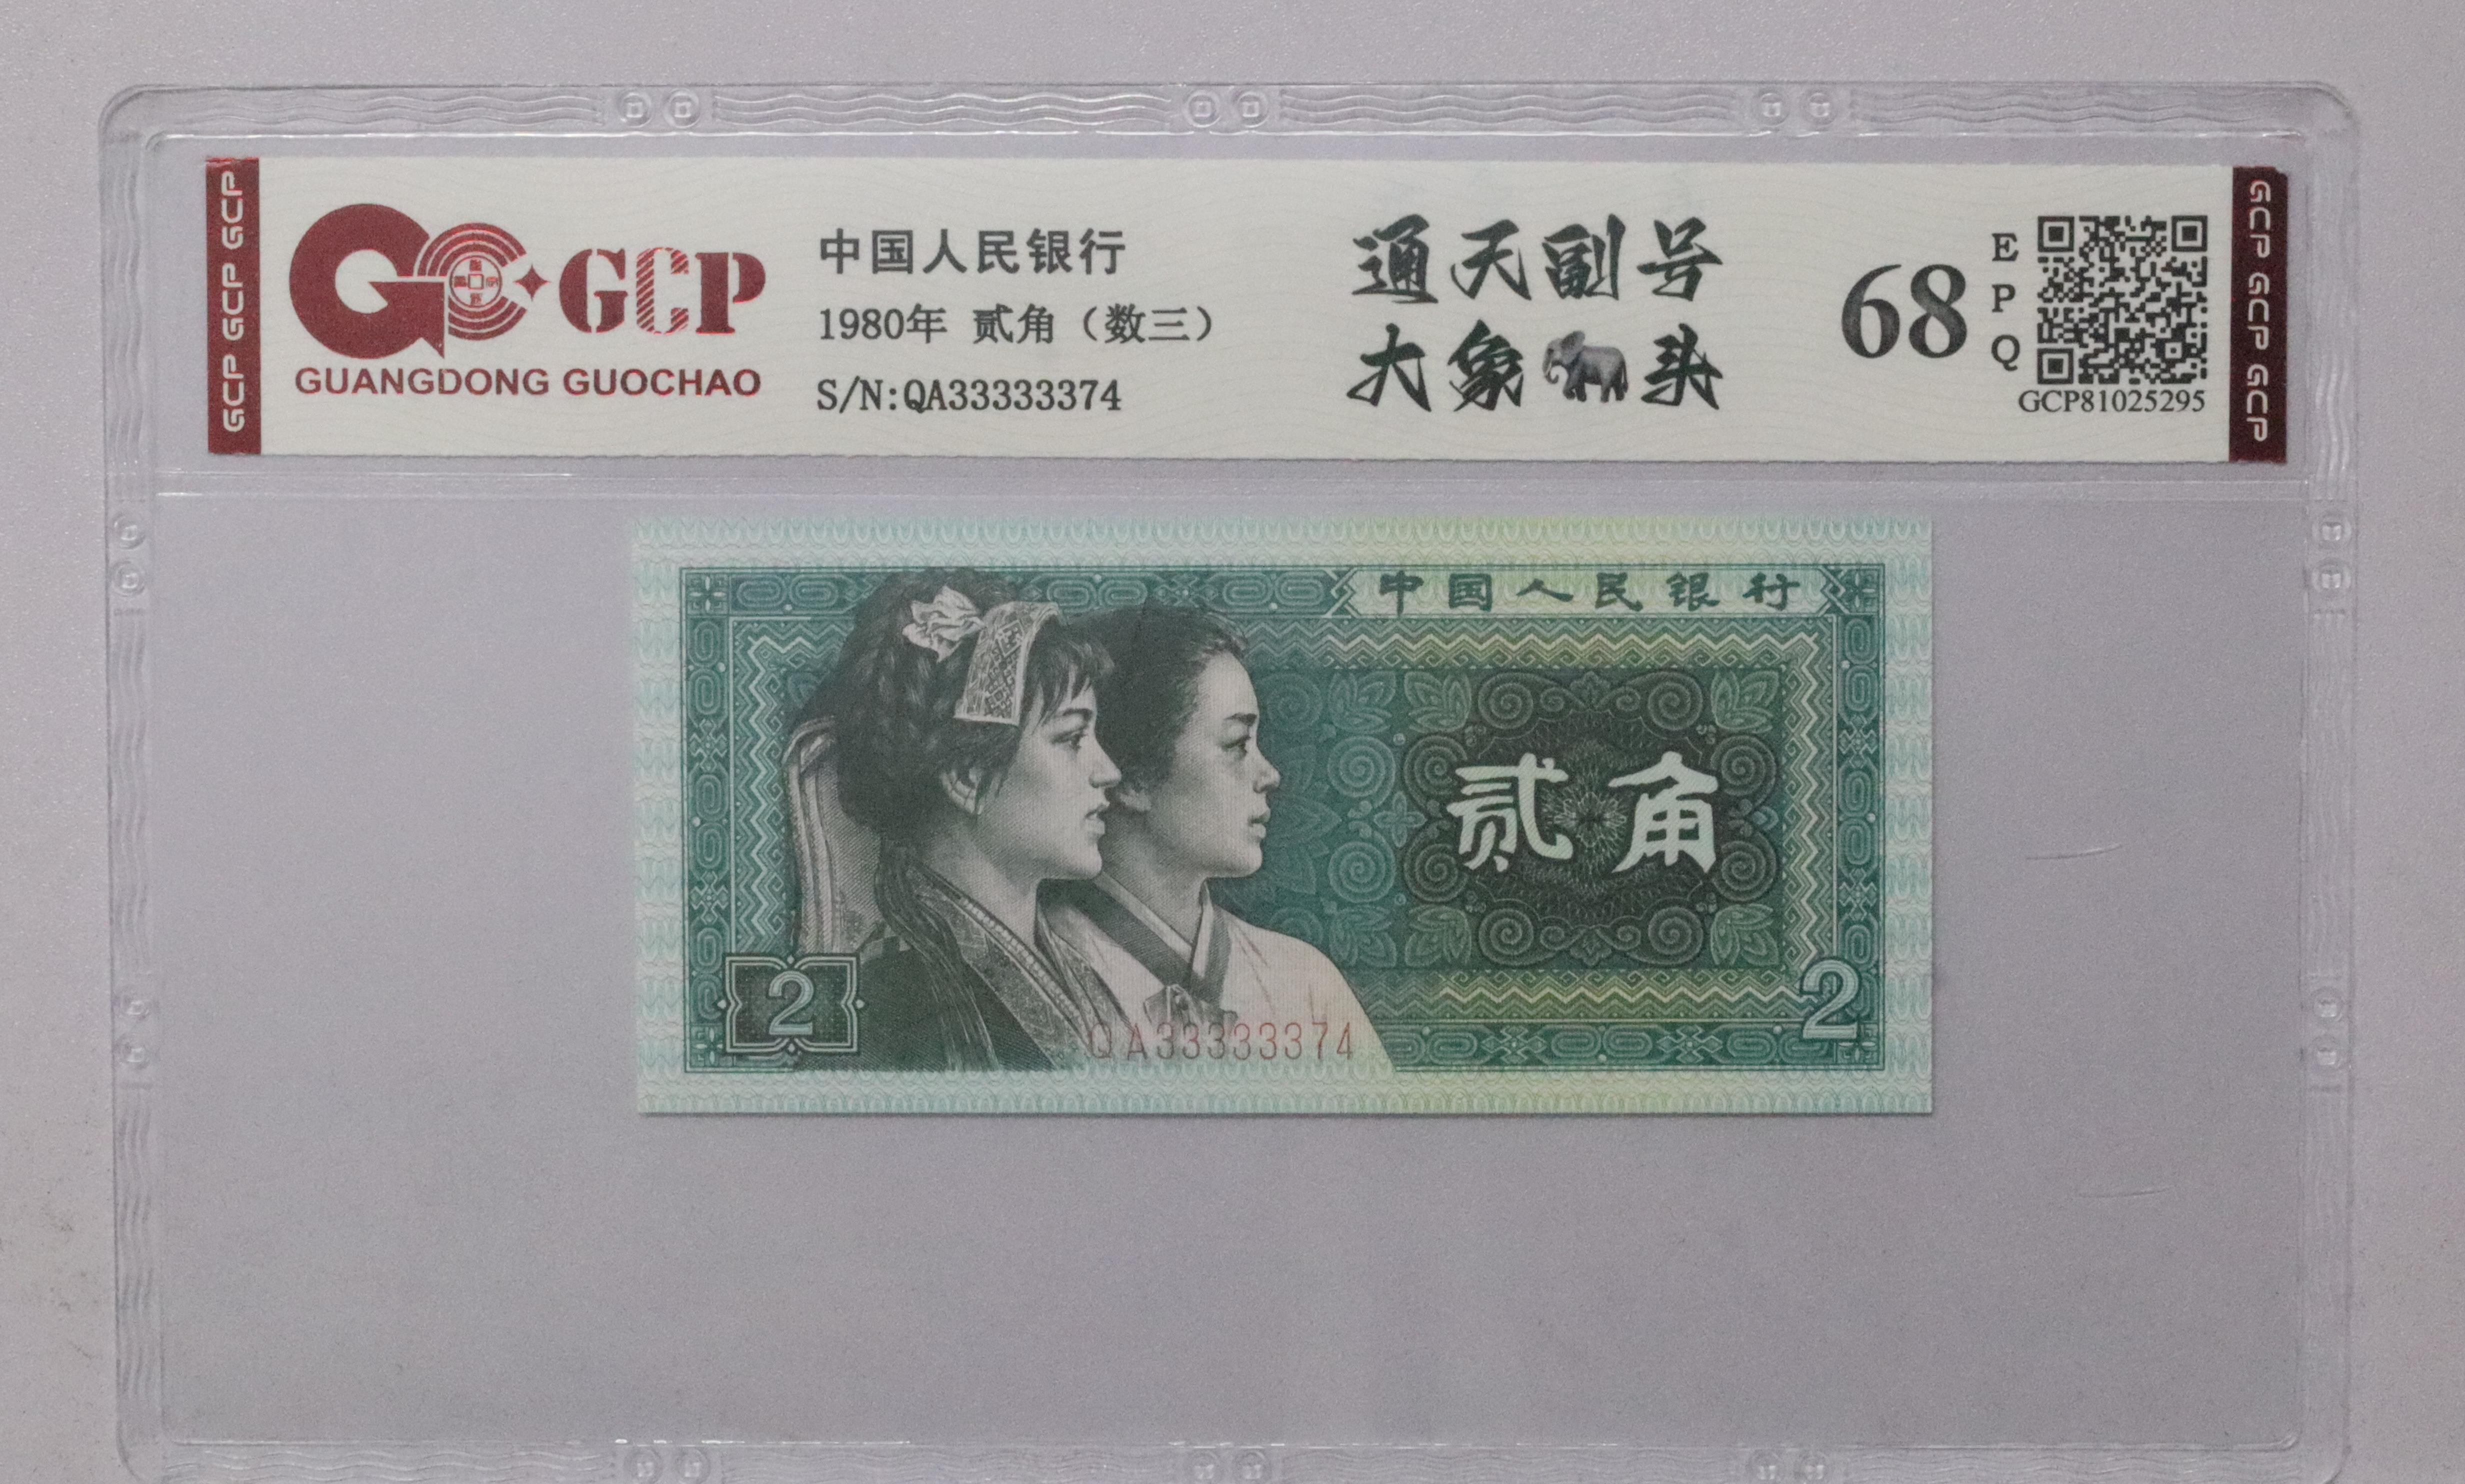 GCP GCP GCP
GCP
GUANGDONG GUOCHAO
中国人民银行
1980年 贰角（数三）
S/N:QA33333374
通天副号
大象头
68
EPQ
GCP81025295
GCP GCP GCP
中国人民银行
贰角
2
2
QA33333374